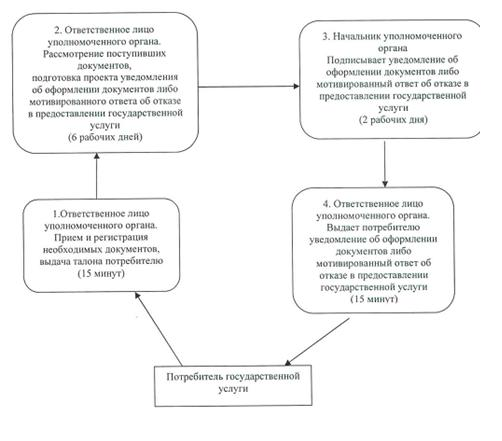 2. Ответственное лицо
уполномоченного органа.
Рассмотрение поступивших
документов,
подготовка проекта уведомления
об оформлении документов либо
мотивированного ответа об отказе
в предоставлении государственной
услуги
(6 рабочих дней)
3. Начальник уполномоченного
органа
Подписывает уведомление об
оформлении документов либо
мотивированный ответ об отказе в
предоставлении государственной
услуги
(2 рабочих дня)
1.Ответственное лицо
уполномоченного органа.
Прием и регистрация
необходимых документов,
выдача талона потребителю
(15 минут)
4. Ответственное лицо
уполномоченного органа.
Выдает потребителю
уведомление об оформлении
документов либо
мотивированный ответ об
отказе в предоставлении
государственной услуги
(15 минут)
Потребитель государственной
услуги